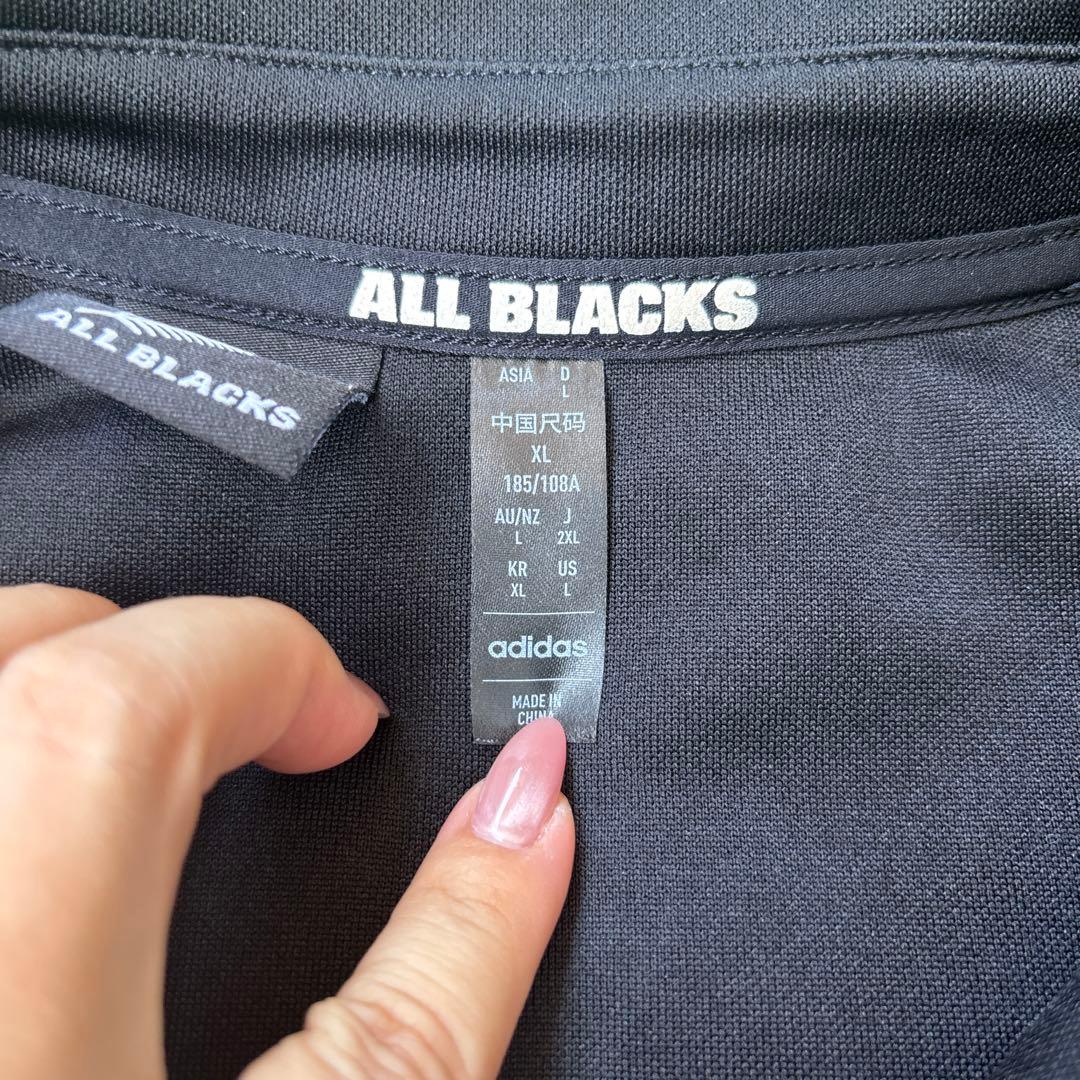 ALL BLACKS
ALL BLACKS
ASIA D
L
中国尺码
XL
185/108A
AU/NZ J
L 2XL
KR US
XL L
adidas
MADE IN
CHINA